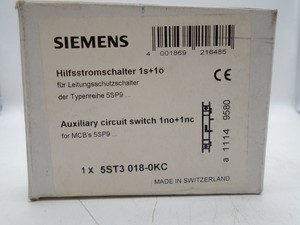 SIEMENS
4 001869 216485
Hilfsstromschalter 1s+1ö
für Leitungsschutzschalter
der Typenreihe 5SP9 ...
CE
Auxiliary circuit switch 1no+1nc
for MCB's 5SP9 ...
a 1114 9580
1 X 5ST3 018-0KC
MADE IN SWITZERLAND